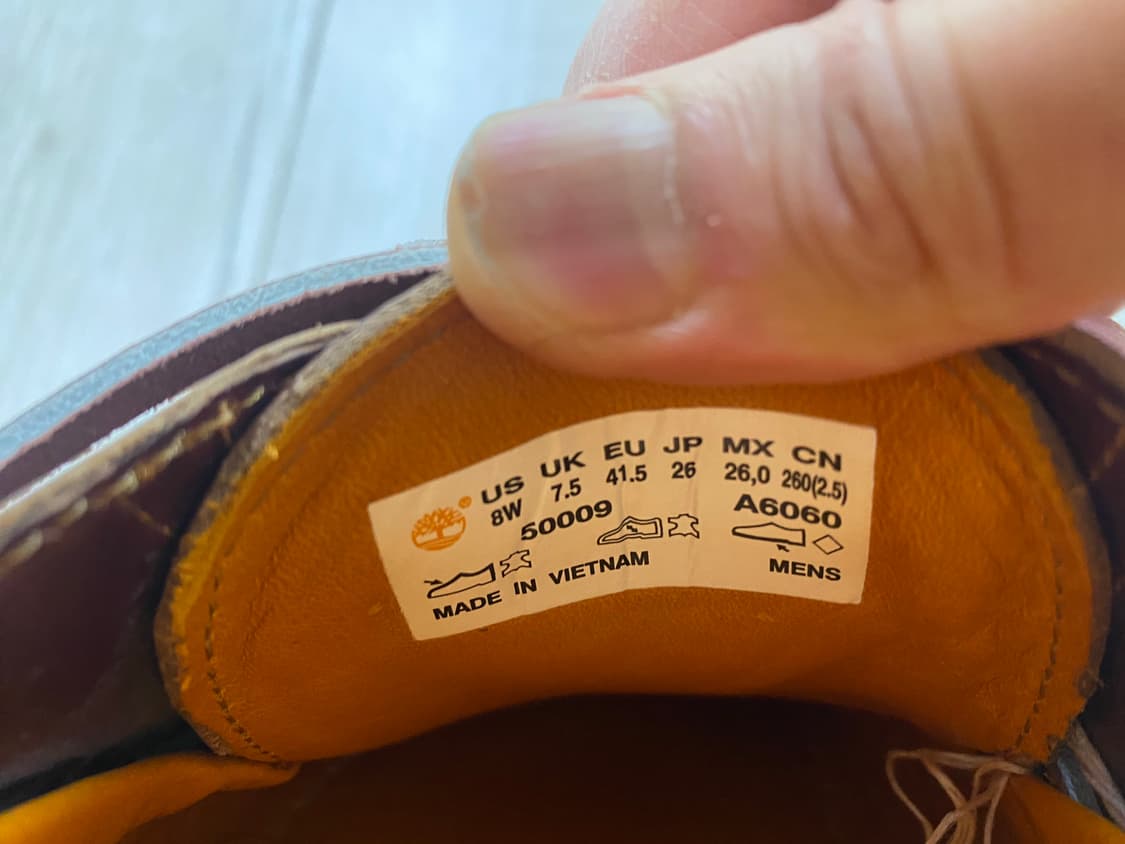 US UK EU JP MX CN
8W 7.5 41.5 26 26,0 260(2.5)
50009 A6060
MADE IN VIETNAM MENS